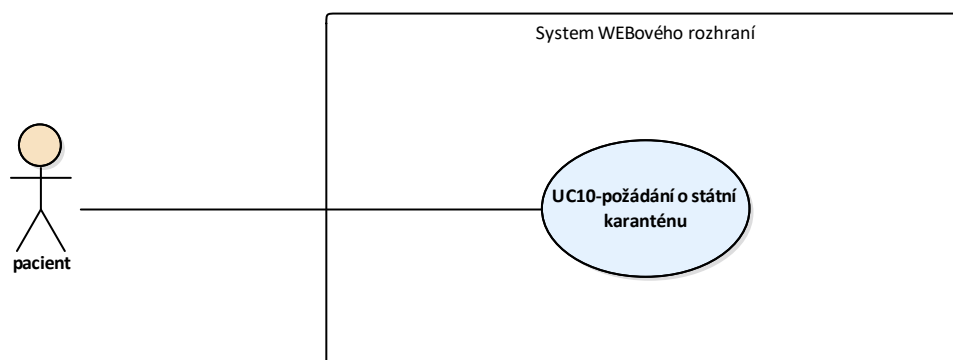 System WEBového rozhraní
UC10-požádání o státní
karanténu
pacient